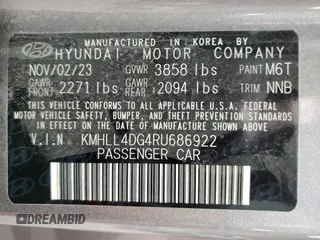 MANUFACTURED IN KOREA BY
HYUNDAI MOTOR COMPANY
NOV/02/23 GVWR 3858 lbs PAINT M6T
GAWR FRONT 2271 lbs GAWR REAR 2094 lbs TRIM NNB
THIS VEHICLE CONFORMS TO ALL APPLICABLE U.S. FEDERAL MOTOR VEHICLE
SAFETY, BUMPER, AND THEFT PREVENTION STANDARDS IN EFFECT ON
THE DATE OF MANUFACTURE SHOWN ABOVE.
V.I.N. KMHLL4DG4RU686922
PASSENGER CAR
DREAMBID